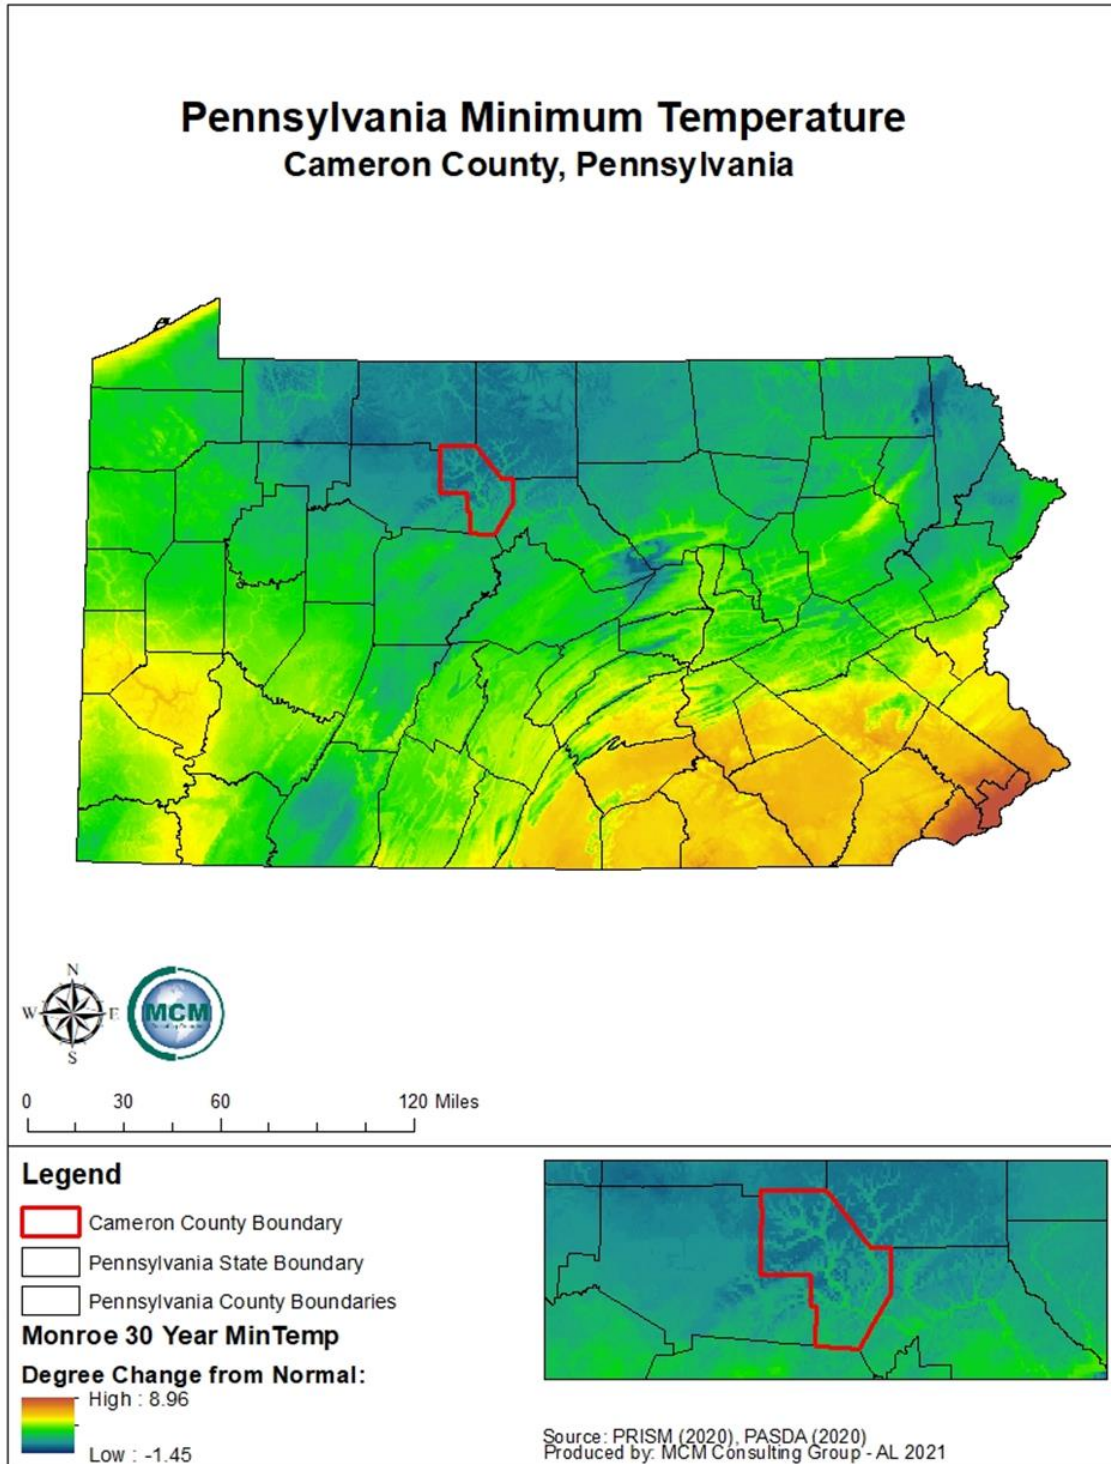 Pennsylvania Minimum Temperature
Cameron County, Pennsylvania
N
W E
S
MCM
0 30 60 120 Miles
Legend
Cameron County Boundary
Pennsylvania State Boundary
Pennsylvania County Boundaries
Monroe 30 Year MinTemp
Degree Change from Normal:
High : 8.96
Low : -1.45
Source: PRISM (2020), PASDA (2020)
Produced by: MCM Consulting Group - AL 2021